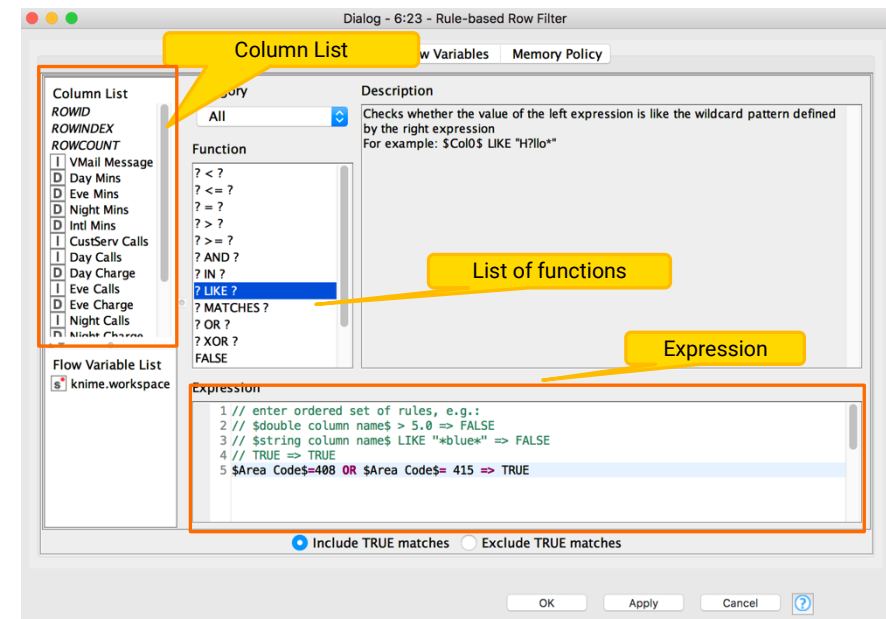 Dialog - 6:23 - Rule-based Row Filter
Column List
Variables
Memory Policy
Column List
ROWID
ROWINDEX
ROWCOUNT
I VMail Message
D Day Mins
D Eve Mins
D Night Mins
D Intl Mins
I CustServ Calls
I Day Calls
D Day Charge
I Eve Calls
D Eve Charge
I Night Calls
D Night Charge
Flow Variable List
s knime.workspace
All
Function
? < ?
? <= ?
? = ?
? > ?
? >= ?
? AND ?
? IN ?
? LIKE ?
? MATCHES ?
? OR ?
? XOR ?
FALSE
Description
Checks whether the value of the left expression is like the wildcard pattern defined
by the right expression
For example: $Col0$ LIKE "H?llo*"
List of functions
Expression
Expression
1 // enter ordered set of rules, e.g.:
2 // $double column name$ > 5.0 => FALSE
3 // $string column name$ LIKE "*blue*" => FALSE
4 // TRUE => TRUE
5 $Area Code$=408 OR $Area Code$= 415 => TRUE
Include TRUE matches
Exclude TRUE matches
OK
Apply
Cancel
?